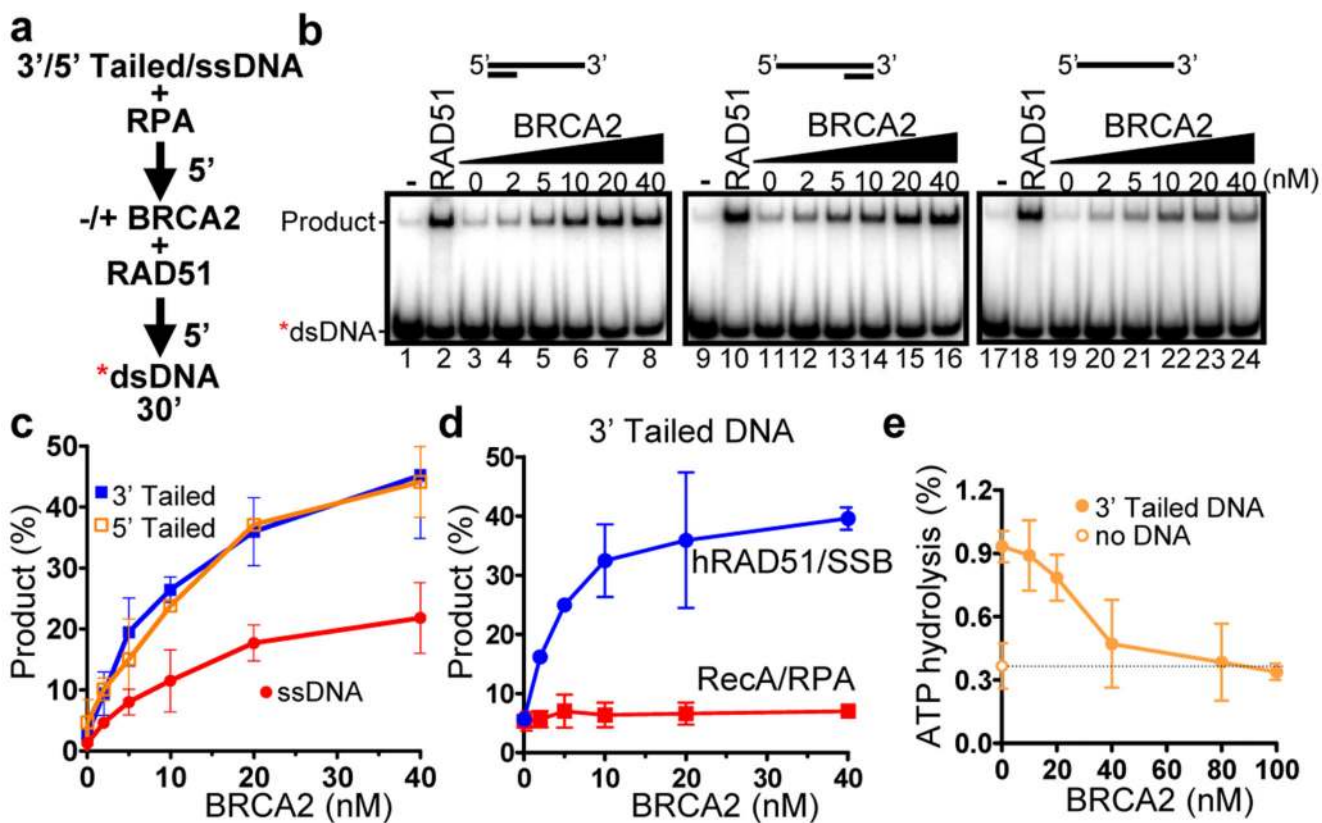 a
3'/5' Tailed/ssDNA
+
RPA
5'
-/+ BRCA2
+
RAD51
5'
*dsDNA
30'
b
5' 3' 5' 3' 5' 3'
- RAD51 BRCA2 - RAD51 BRCA2 - RAD51 BRCA2
0 2 5 10 20 40 0 2 5 10 20 40 0 2 5 10 20 40 (nM)
Product
*dsDNA
1 2 3 4 5 6 7 8 9 10 11 12 13 14 15 16 17 18 19 20 21 22 23 24
c
Product (%)
50
40
30
20
10
0
3' Tailed
5' Tailed
ssDNA
0 10 20 30 40
BRCA2 (nM)
d
3' Tailed DNA
Product (%)
50
40
30
20
10
0
hRAD51/SSB
RecA/RPA
0 10 20 30 40
BRCA2 (nM)
e
ATP hydrolysis (%)
1.2
0.9
0.6
0.3
0.0
3' Tailed DNA
no DNA
0 20 40 60 80 100
BRCA2 (nM)